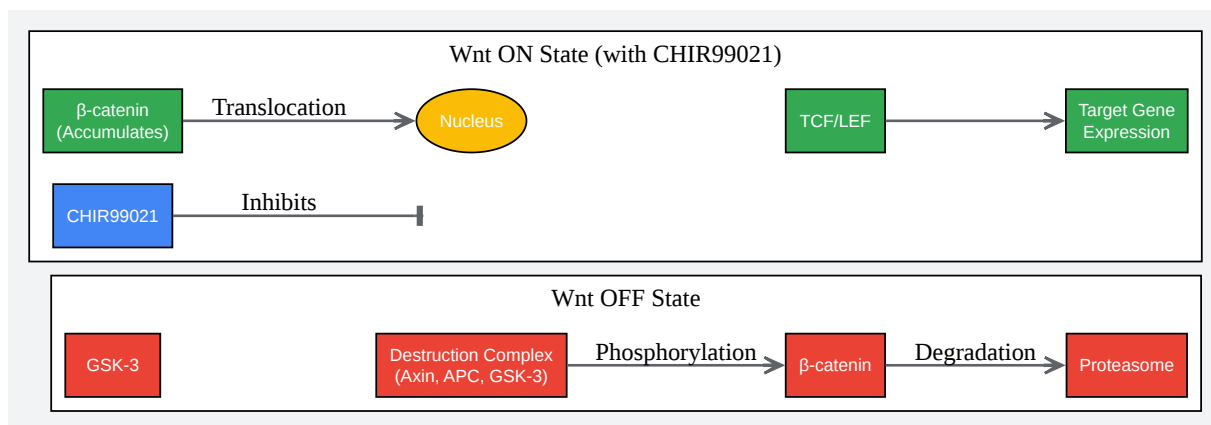 Wnt ON State (with CHIR99021)
β-catenin
(Accumulates)
Translocation
Nucleus
TCF/LEF
Target Gene
Expression
CHIR99021
Inhibits
Wnt OFF State
GSK-3
Destruction Complex
(Axin, APC, GSK-3)
Phosphorylation
β-catenin
Degradation
Proteasome